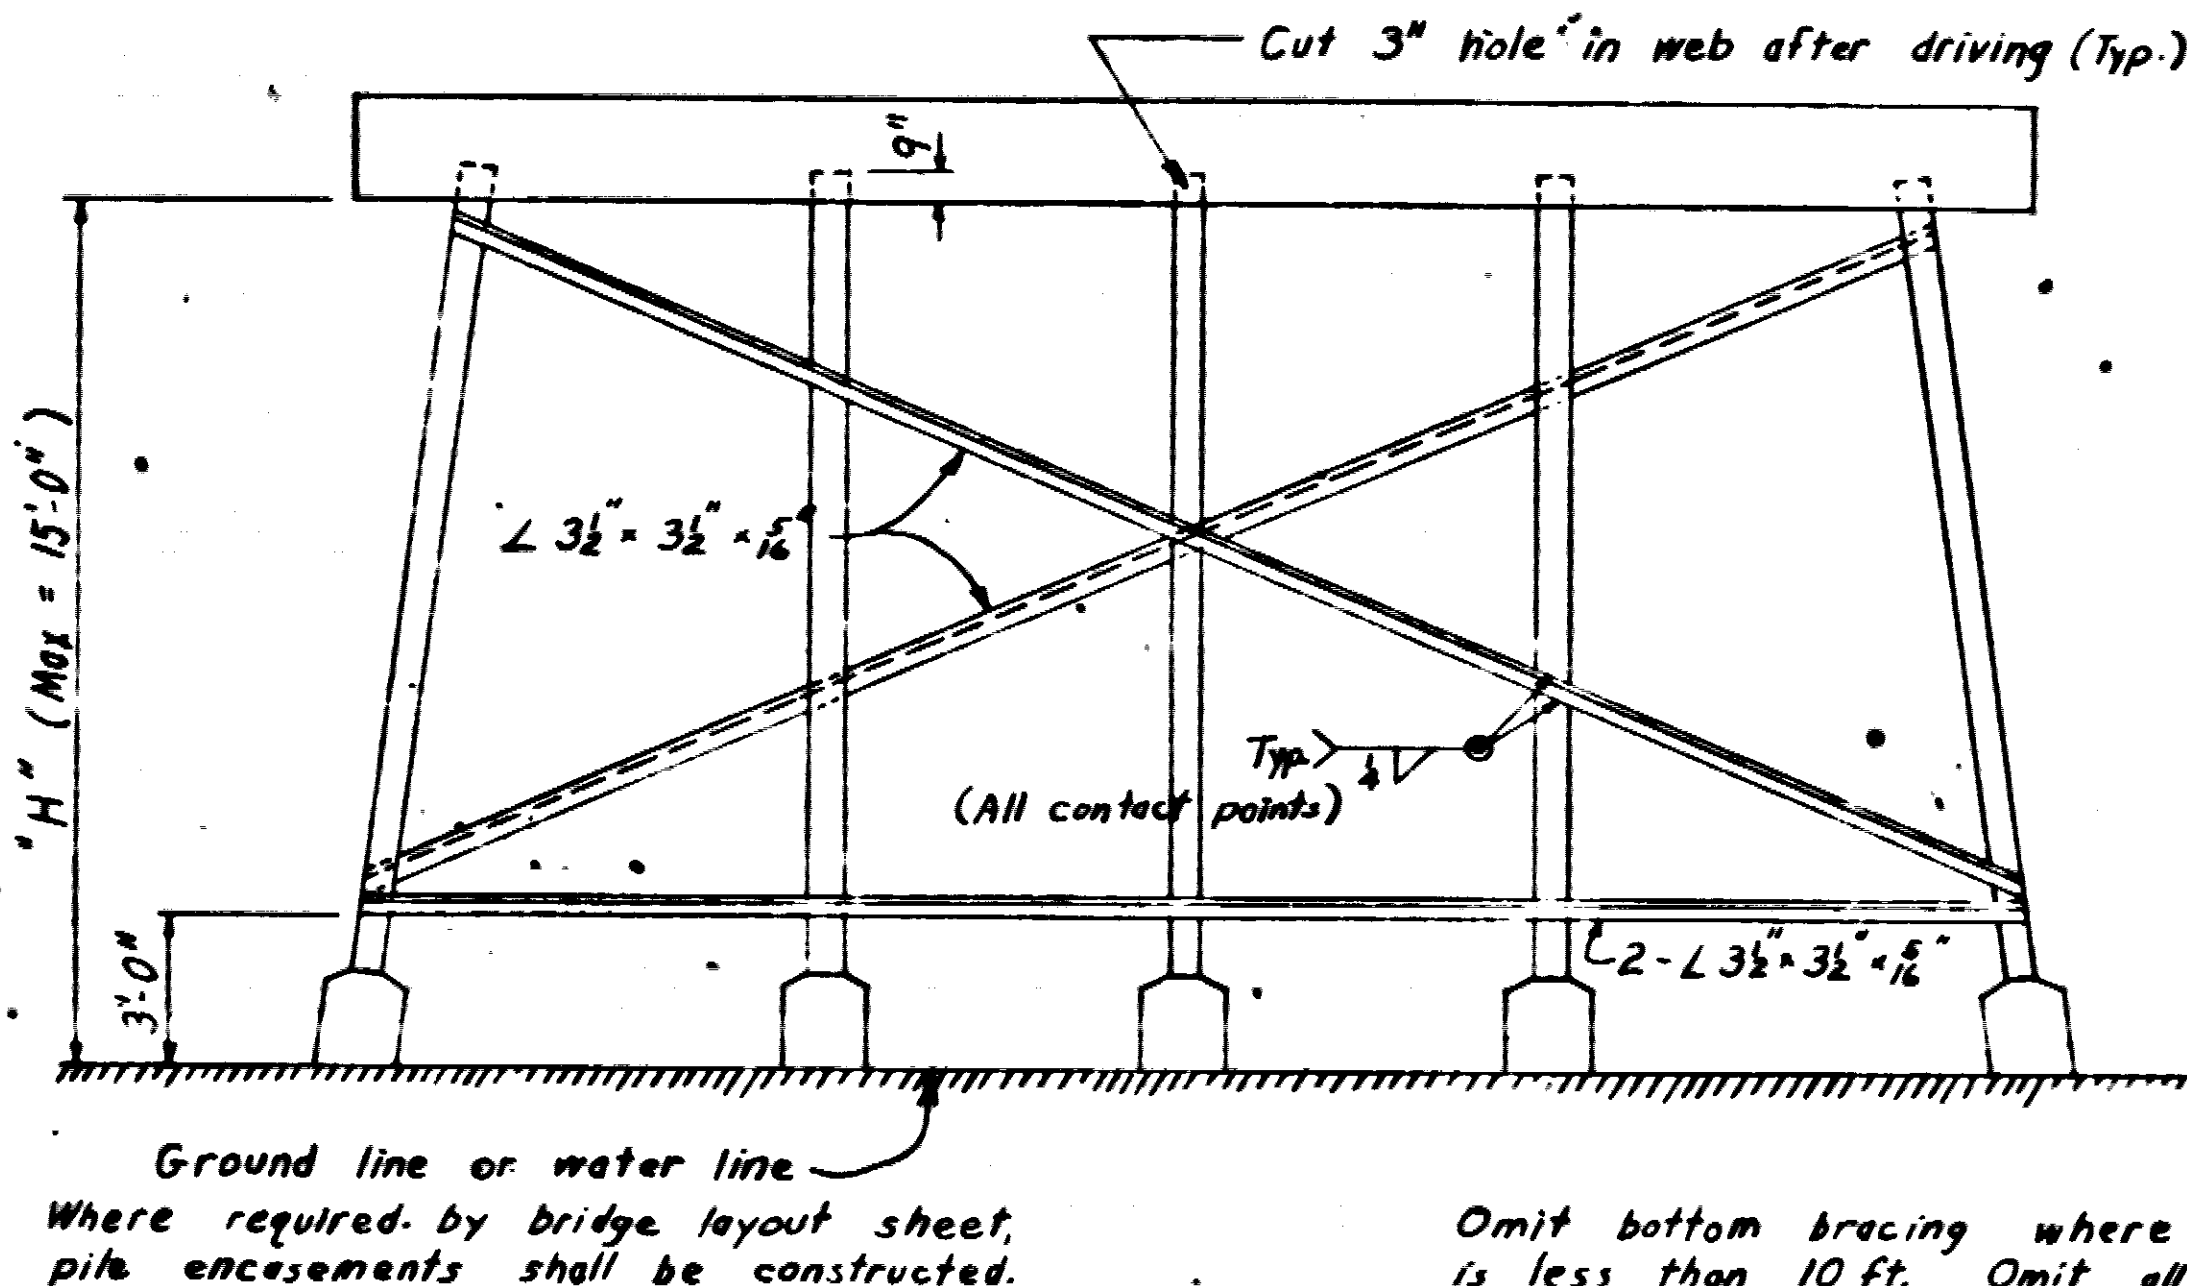 Cut 3" hole in web after driving (Typ.)
9"
"H" (Max = 15'-0")
∠ 3½" × 3½" × 5/16"
Typ. 1/4
(All contact points)
3'-0"
2 - ∠ 3½" × 3½" × 5/16"
Ground line or water line
Where required by bridge layout sheet,
pile encasements shall be constructed.
Omit bottom bracing where
is less than 10 ft. Omit all